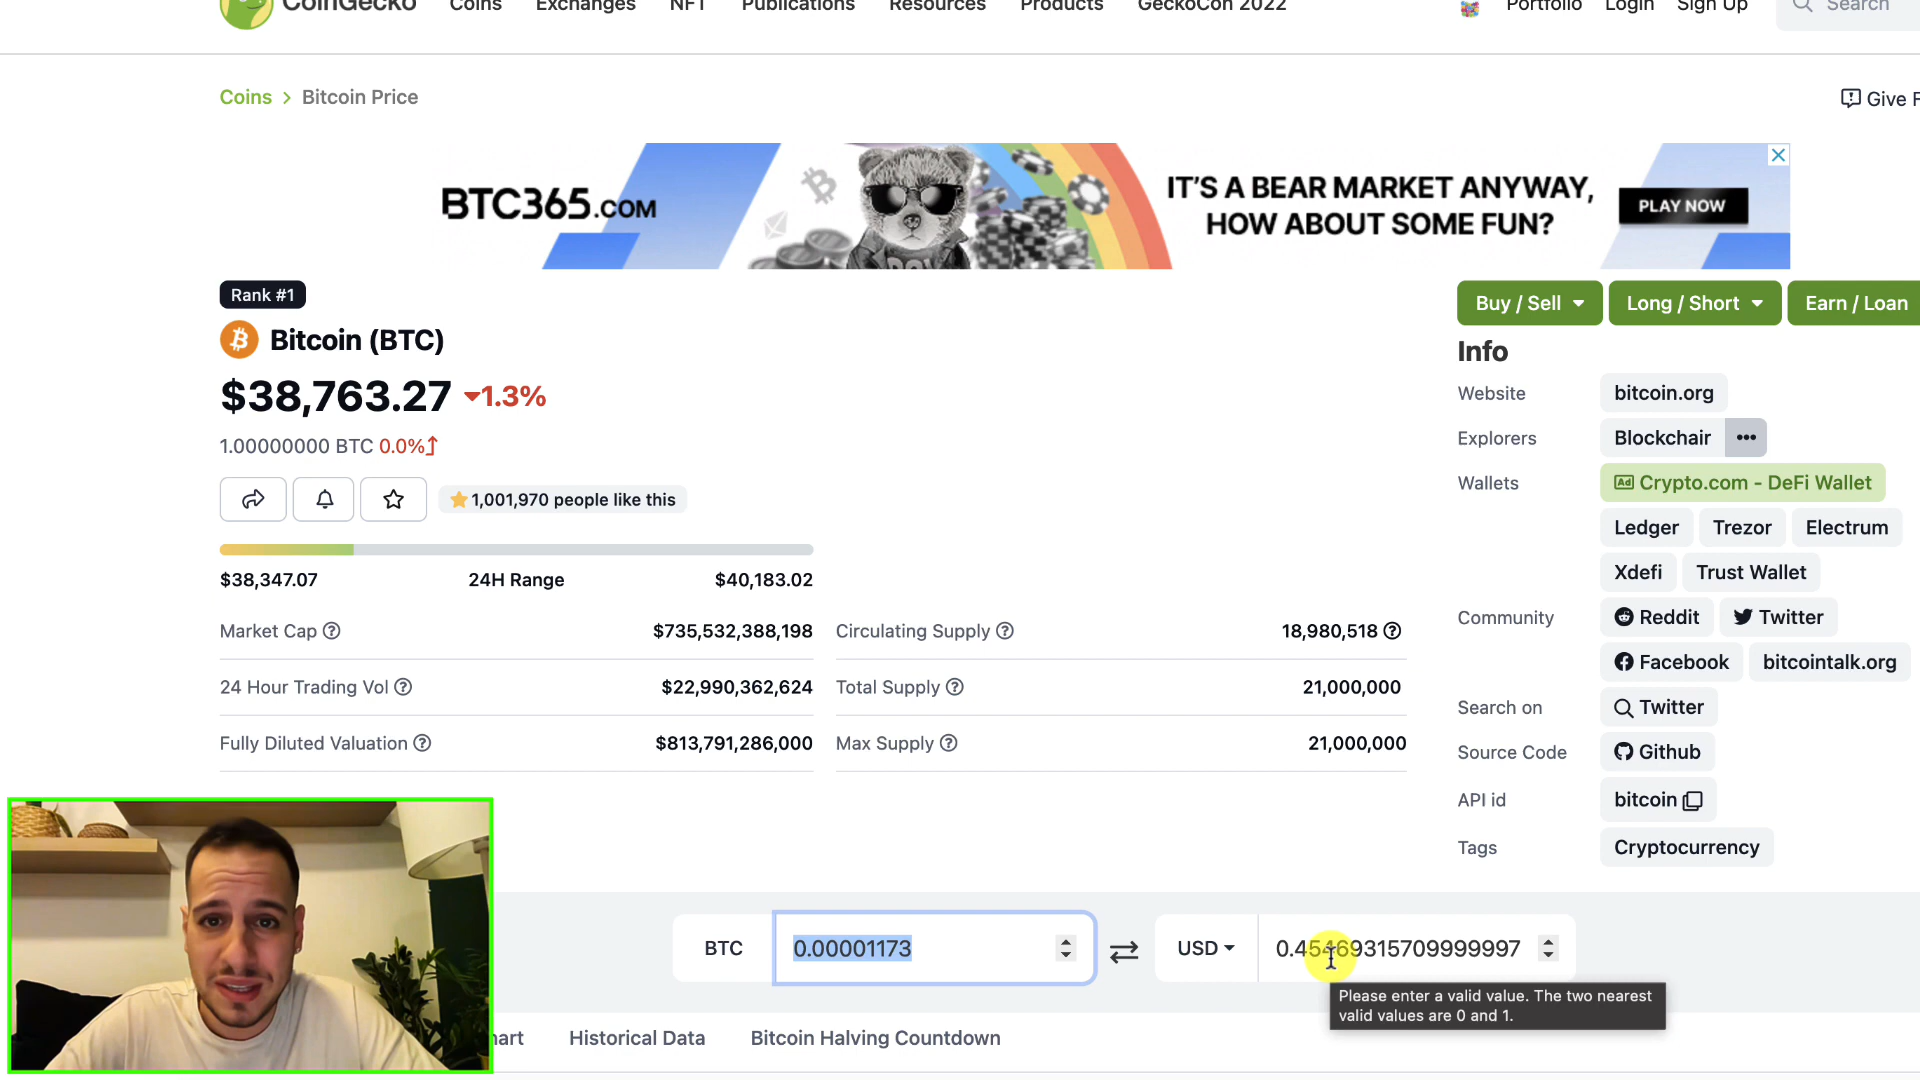 CoinGecko Coins Exchanges NFT Publications Resources Products GeckoCon 2022 Portfolio Login Sign Up Search
Coins > Bitcoin Price
Give F
BTC365.COM
IT'S A BEAR MARKET ANYWAY,
HOW ABOUT SOME FUN?
PLAY NOW
Rank #1
Bitcoin (BTC)
$38,763.27 1.3%
1.00000000 BTC 0.0%
1,001,970 people like this
$38,347.07 24H Range $40,183.02
Market Cap $735,532,388,198
24 Hour Trading Vol $22,990,362,624
Fully Diluted Valuation $813,791,286,000
Circulating Supply 18,980,518
Total Supply 21,000,000
Max Supply 21,000,000
Buy / Sell Long / Short Earn / Loan
Info
Website bitcoin.org
Explorers Blockchair
Wallets Ad Crypto.com - DeFi Wallet
Ledger Trezor Electrum
Xdefi Trust Wallet
Community Reddit Twitter
Facebook bitcointalk.org
Search on Twitter
Source Code Github
API id bitcoin
Tags Cryptocurrency
BTC 0.00001173 USD 0.45469315709999997
Please enter a valid value. The two nearest
valid values are 0 and 1.
hart Historical Data Bitcoin Halving Countdown